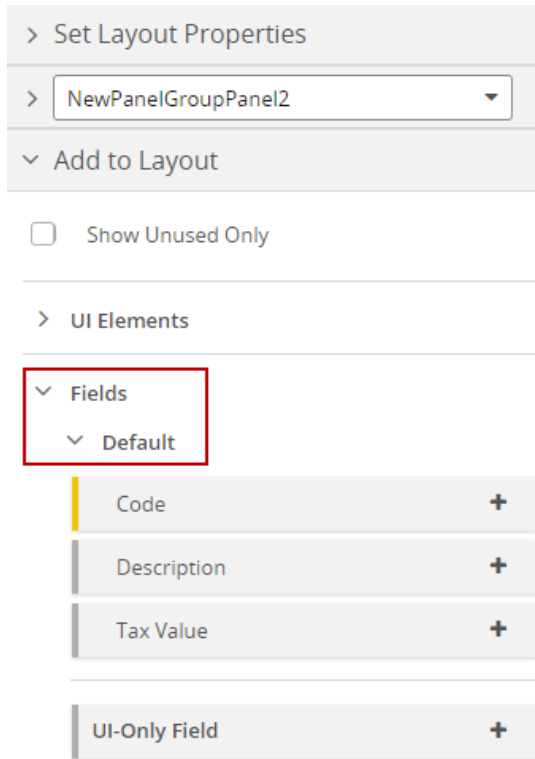 Set Layout Properties
NewPanelGroupPanel2
Add to Layout
Show Unused Only
UI Elements
Fields
Default
Code
Description
Tax Value
UI-Only Field